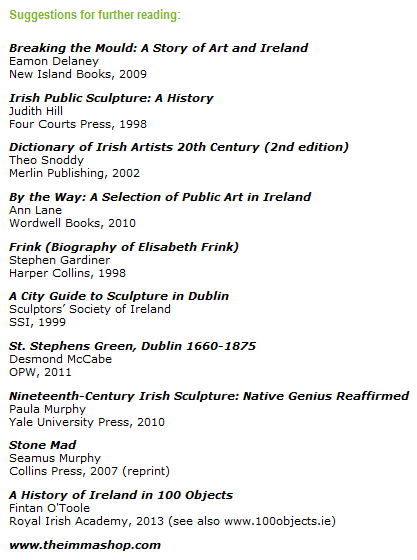 Suggestions for further reading:
Breaking the Mould: A Story of Art and Ireland
Eamon Delaney
New Island Books, 2009
Irish Public Sculpture: A History
Judith Hill
Four Courts Press, 1998
Dictionary of Irish Artists 20th Century (2nd edition)
Theo Snoddy
Merlin Publishing, 2002
By the Way: A Selection of Public Art in Ireland
Ann Lane
Wordwell Books, 2010
Frink (Biography of Elisabeth Frink)
Stephen Gardiner
Harper Collins, 1998
A City Guide to Sculpture in Dublin
Sculptors’ Society of Ireland
SSI, 1999
St. Stephens Green, Dublin 1660-1875
Desmond McCabe
OPW, 2011
Nineteenth-Century Irish Sculpture: Native Genius Reaffirmed
Paula Murphy
Yale University Press, 2010
Stone Mad
Seamus Murphy
Collins Press, 2007 (reprint)
A History of Ireland in 100 Objects
Fintan O'Toole
Royal Irish Academy, 2013 (see also www.100objects.ie)
www.theimmashop.com